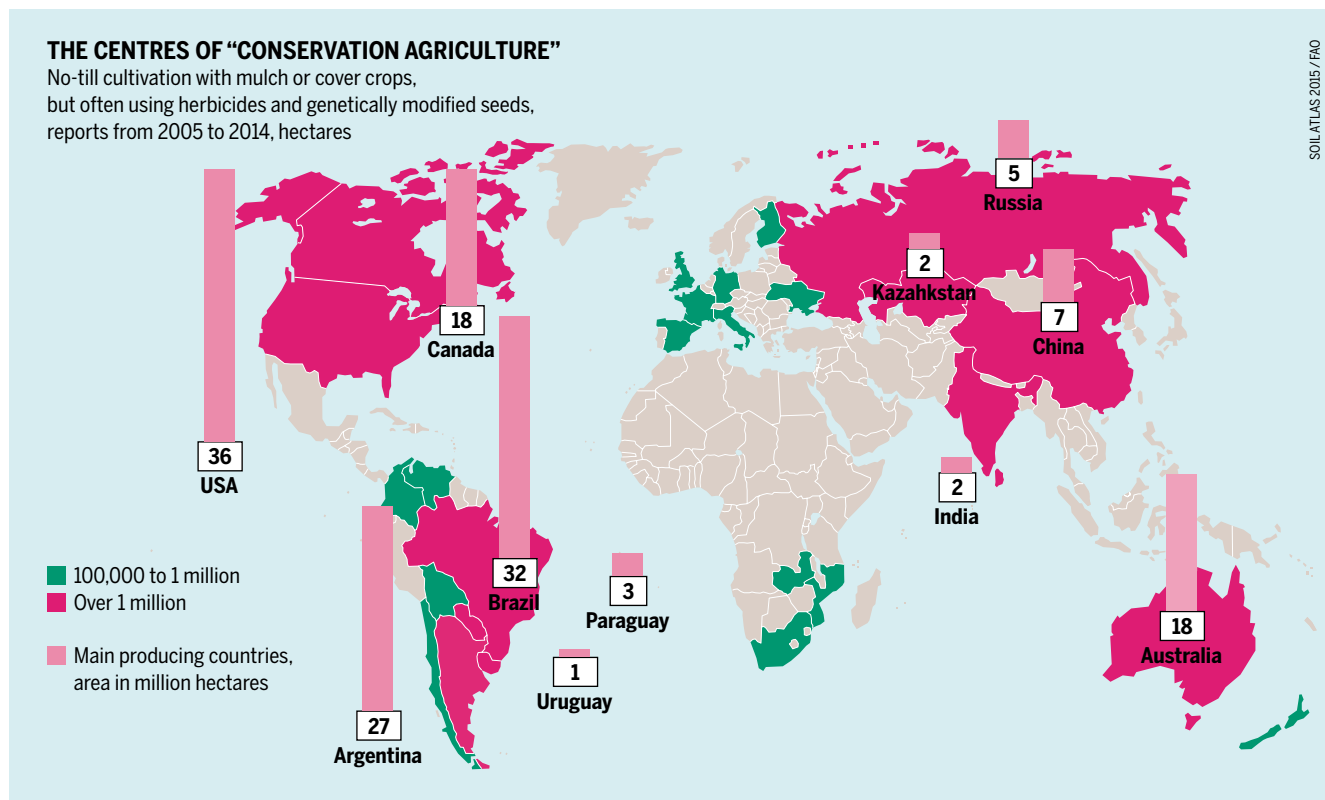 THE CENTRES OF “CONSERVATION AGRICULTURE”
No-till cultivation with mulch or cover crops,
but often using herbicides and genetically modified seeds,
reports from 2005 to 2014, hectares
SOIL ATLAS 2015 / FAO
5
Russia
2
Kazahkstan
7
China
18
Canada
36
USA
2
India
32
Brazil
3
Paraguay
1
Uruguay
27
Argentina
18
Australia
100,000 to 1 million
Over 1 million
Main producing countries,
area in million hectares